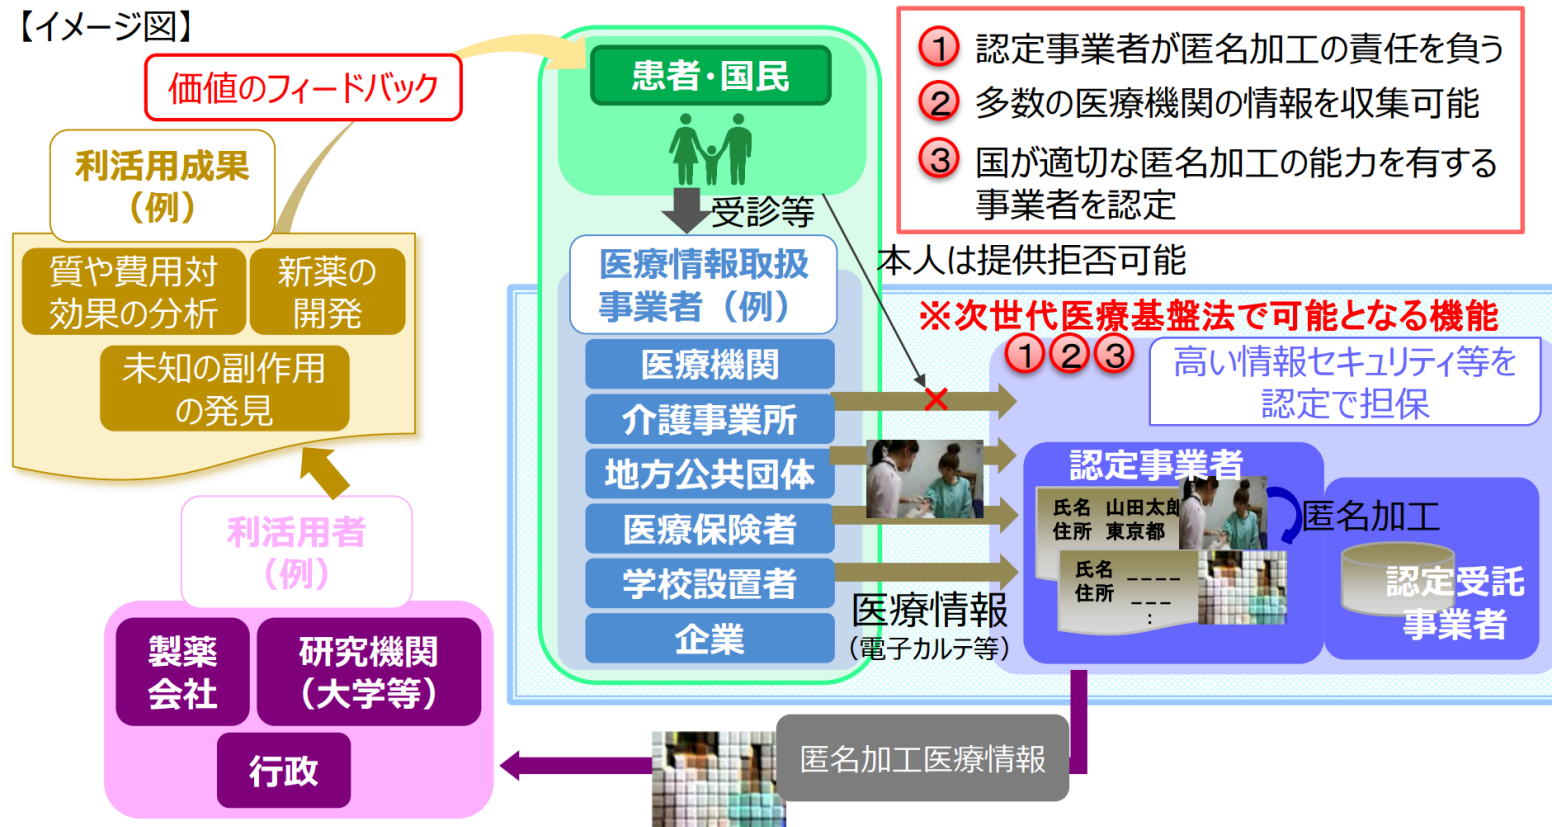 【イメージ図】
価値のフィードバック
患者・国民
① 認定事業者が匿名加工の責任を負う
② 多数の医療機関の情報を収集可能
③ 国が適切な匿名加工の能力を有する
事業者を認定
利活用成果
（例）
質や費用対
効果の分析
新薬の
開発
未知の副作用
の発見
受診等
本人は提供拒否可能
医療情報取扱
事業者（例）
医療機関
介護事業所
地方公共団体
医療保険者
学校設置者
企業
※次世代医療基盤法で可能となる機能
①②③
高い情報セキュリティ等を
認定で担保
認定事業者
氏名 山田太郎
住所 東京都
氏名 ____
住所 ___
:
匿名加工
認定受託
事業者
医療情報
（電子カルテ等）
利活用者
（例）
製薬
会社
研究機関
（大学等）
行政
匿名加工医療情報